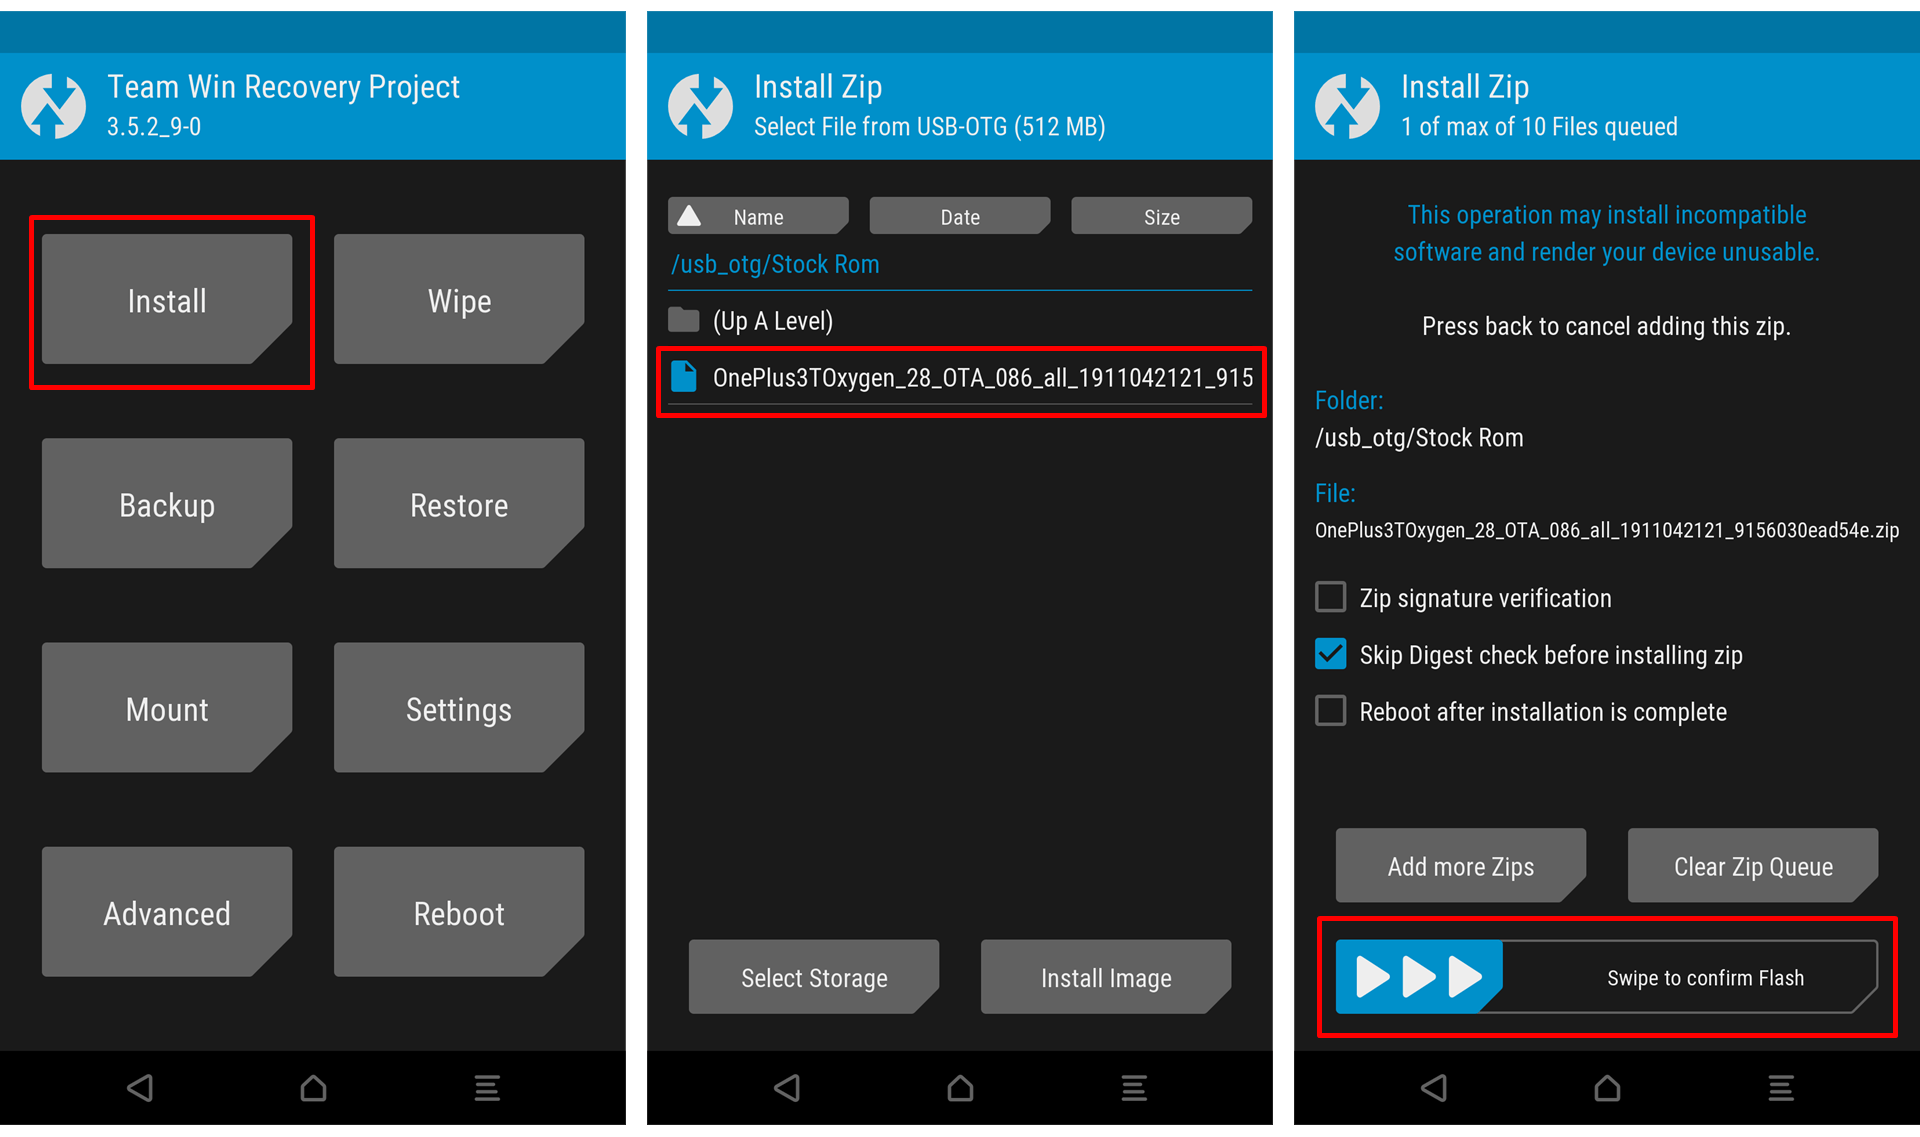 Team Win Recovery Project
3.5.2_9-0
Install
Wipe
Backup
Restore
Mount
Settings
Advanced
Reboot
Install Zip
Select File from USB-OTG (512 MB)
Name
Date
Size
/usb_otg/Stock Rom
(Up A Level)
OnePlus3TOxygen_28_OTA_086_all_1911042121_915
Select Storage
Install Image
Install Zip
1 of max of 10 Files queued
This operation may install incompatible
software and render your device unusable.
Press back to cancel adding this zip.
Folder:
/usb_otg/Stock Rom
File:
OnePlus3TOxygen_28_OTA_086_all_1911042121_9156030ead54e.zip
Zip signature verification
Skip Digest check before installing zip
Reboot after installation is complete
Add more Zips
Clear Zip Queue
Swipe to confirm Flash